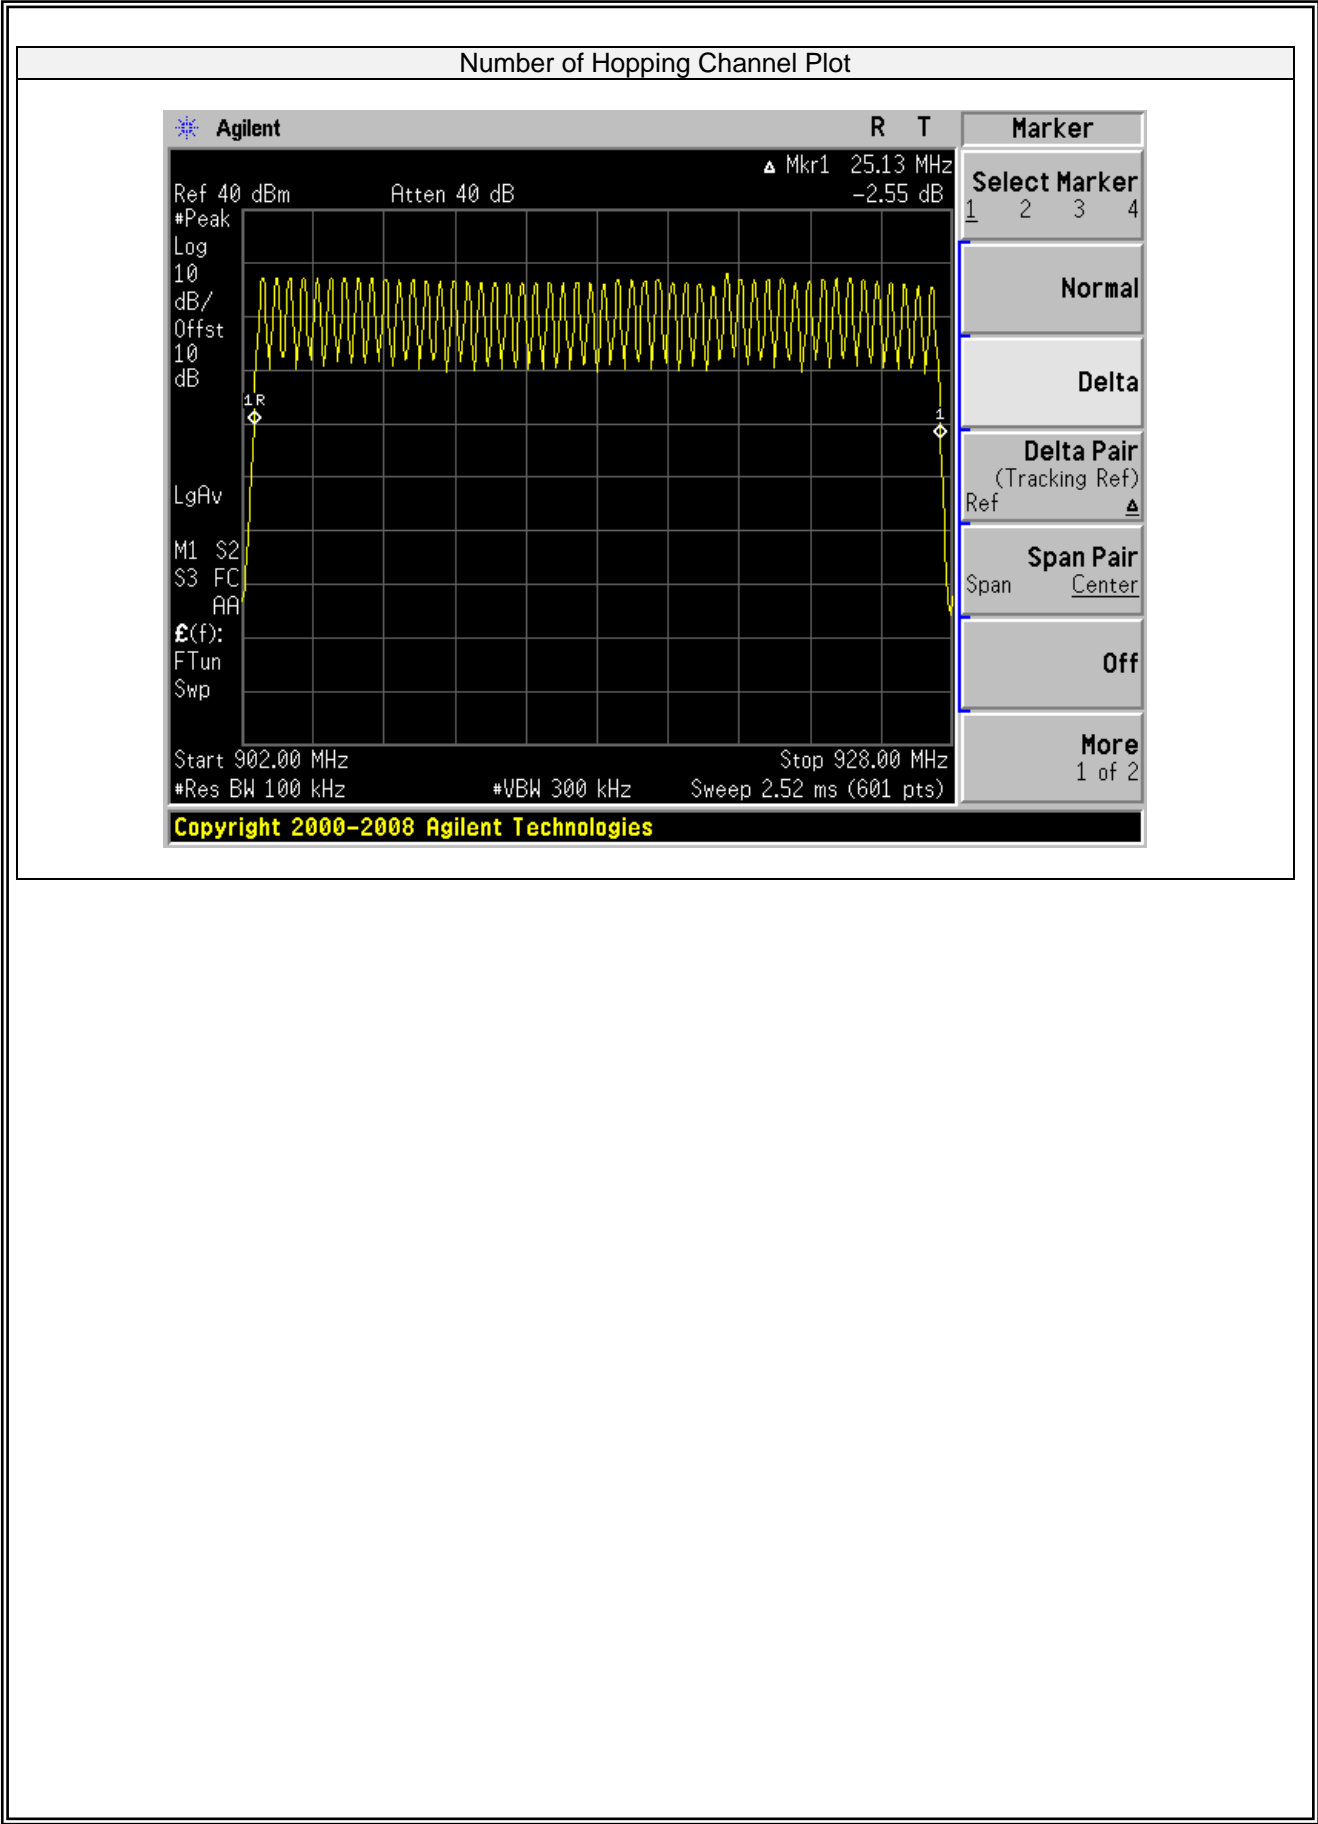 Number of Hopping Channel Plot
Agilent R T Marker
Δ Mkr1 25.13 MHz
Ref 40 dBm Atten 40 dB -2.55 dB
#Peak
Log
10
dB/
Offst
10
dB
1R
1
LgAv
M1 S2
S3 FC
AA
£(f):
FTun
Swp
Start 902.00 MHz Stop 928.00 MHz
#Res BW 100 kHz #VBW 300 kHz Sweep 2.52 ms (601 pts)
Copyright 2000-2008 Agilent Technologies
Select Marker
1 2 3 4
Normal
Delta
Delta Pair
(Tracking Ref)
Ref Δ
Span Pair
Span Center
Off
More
1 of 2